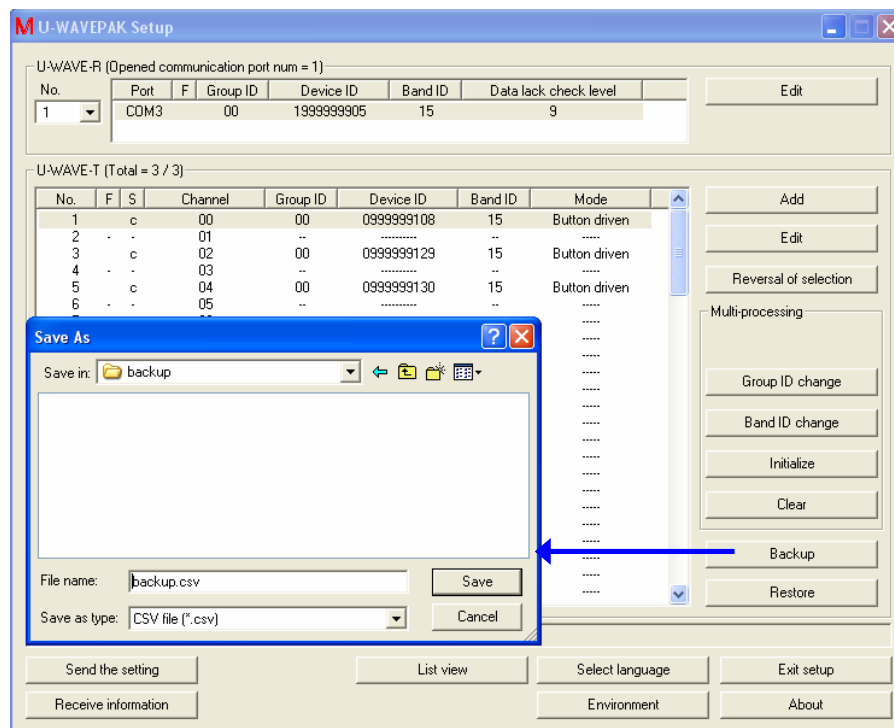 M U-WAVEPAK Setup
U-WAVE-R (Opened communication port num = 1)
No. Port F Group ID Device ID Band ID Data lack check level Edit
1 COM3 00 1999999905 15 9
U-WAVE-T (Total = 3 / 3)
No. F S Channel Group ID Device ID Band ID Mode Add
1 c 00 00 0999999108 15 Button driven
2 - - 01 -- ---------- -- ----- Edit
3 c 02 00 0999999129 15 Button driven
4 - - 03 -- ---------- -- -----
5 c 04 00 0999999130 15 Button driven Reversal of selection
6 - - 05 -- ---------- -- -----
Multi-processing
Save As
Save in: backup
Group ID change
Band ID change
Initialize
Clear
Backup
File name: backup.csv Save
Restore
Save as type: CSV file (*.csv) Cancel
Send the setting List view Select language Exit setup
Receive information Environment About